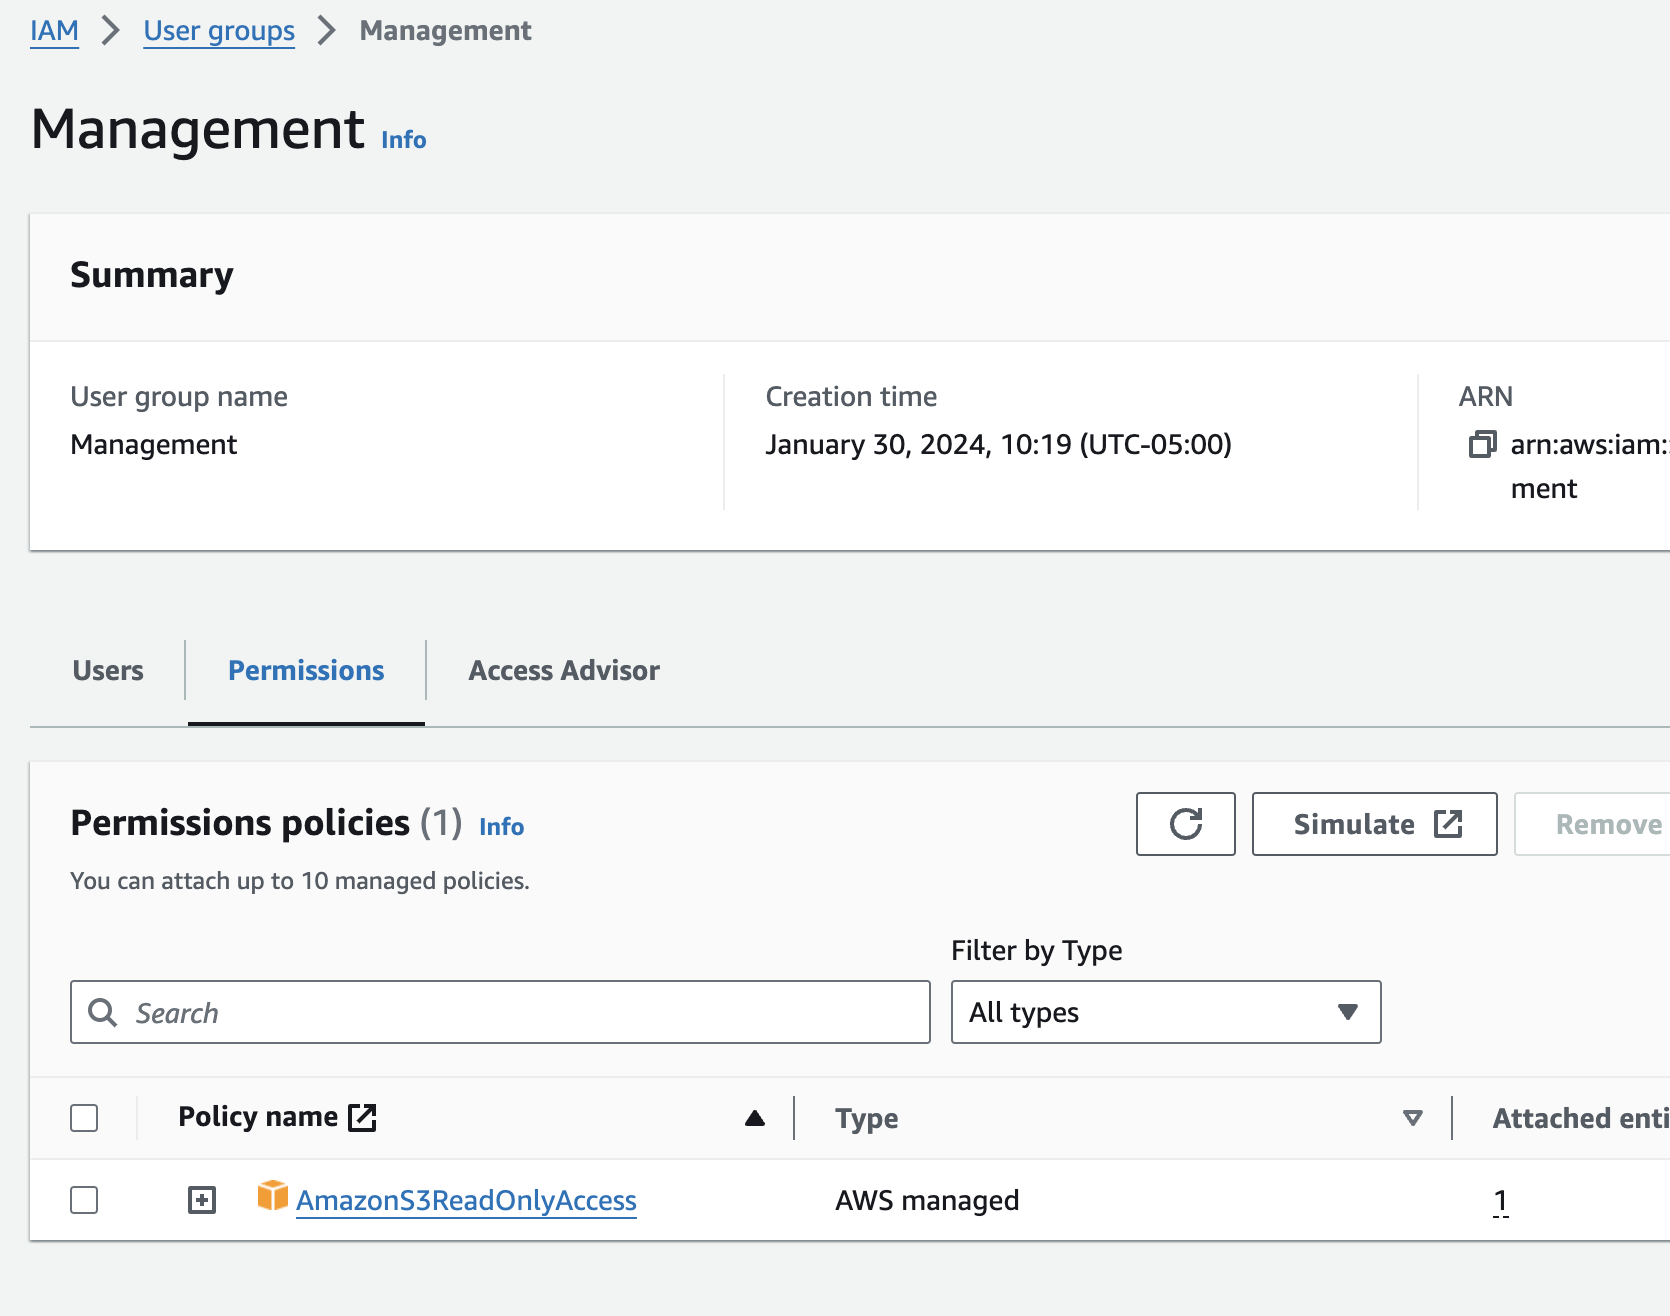 IAM > User groups > Management
Management Info
Summary
User group name
Management
Creation time
January 30, 2024, 10:19 (UTC-05:00)
ARN
arn:aws:iam:
ment
Users Permissions Access Advisor
Permissions policies (1) Info
You can attach up to 10 managed policies.
Simulate
Remove
Filter by Type
Search
All types
Policy name Type Attached enti
AmazonS3ReadOnlyAccess AWS managed 1